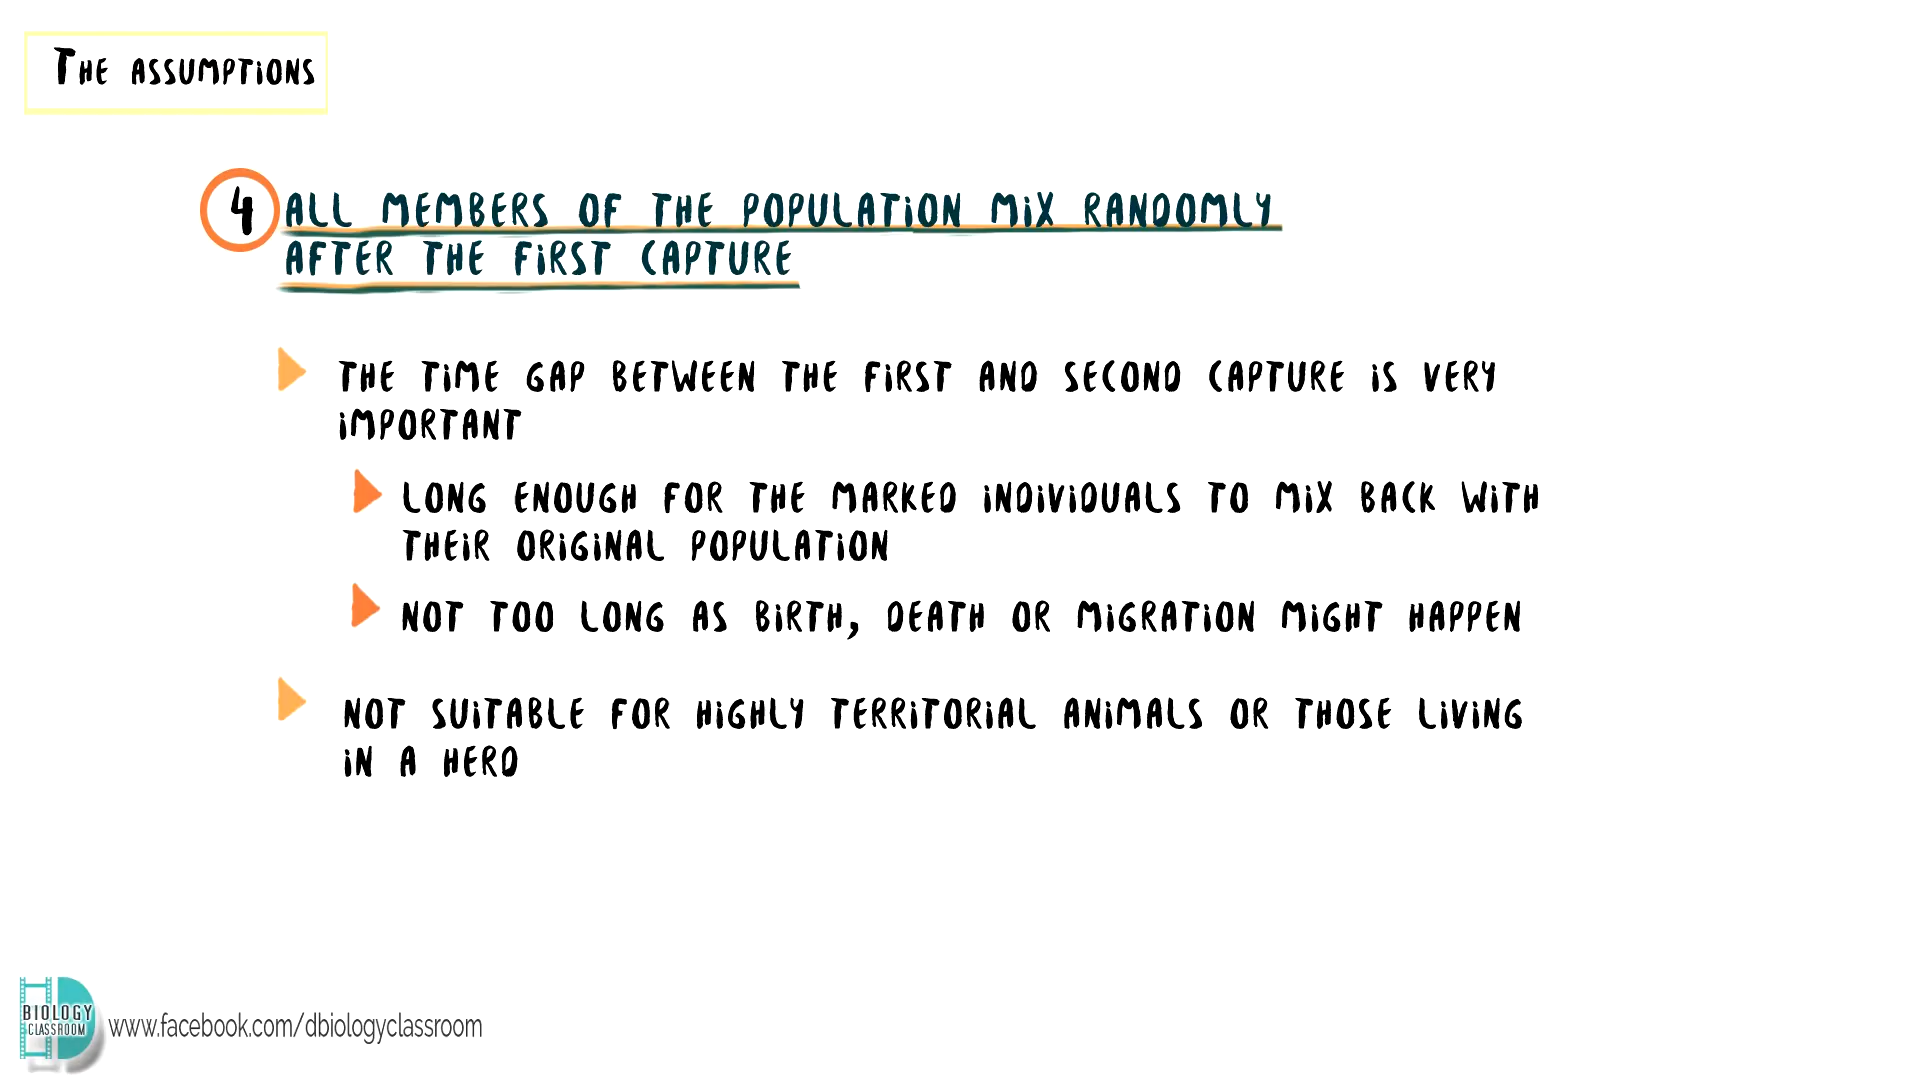 THE ASSUMPTIONS
4 ALL MEMBERS OF THE POPULATION MIX RANDOMLY
AFTER THE FIRST CAPTURE
THE TIME GAP BETWEEN THE FIRST AND SECOND CAPTURE IS VERY
IMPORTANT
LONG ENOUGH FOR THE MARKED INDIVIDUALS TO MIX BACK WITH
THEIR ORIGINAL POPULATION
NOT TOO LONG AS BIRTH, DEATH OR MIGRATION MIGHT HAPPEN
NOT SUITABLE FOR HIGHLY TERRITORIAL ANIMALS OR THOSE LIVING
IN A HERD
BIOLOGY
CLASSROOM
www.facebook.com/dbiologyclassroom